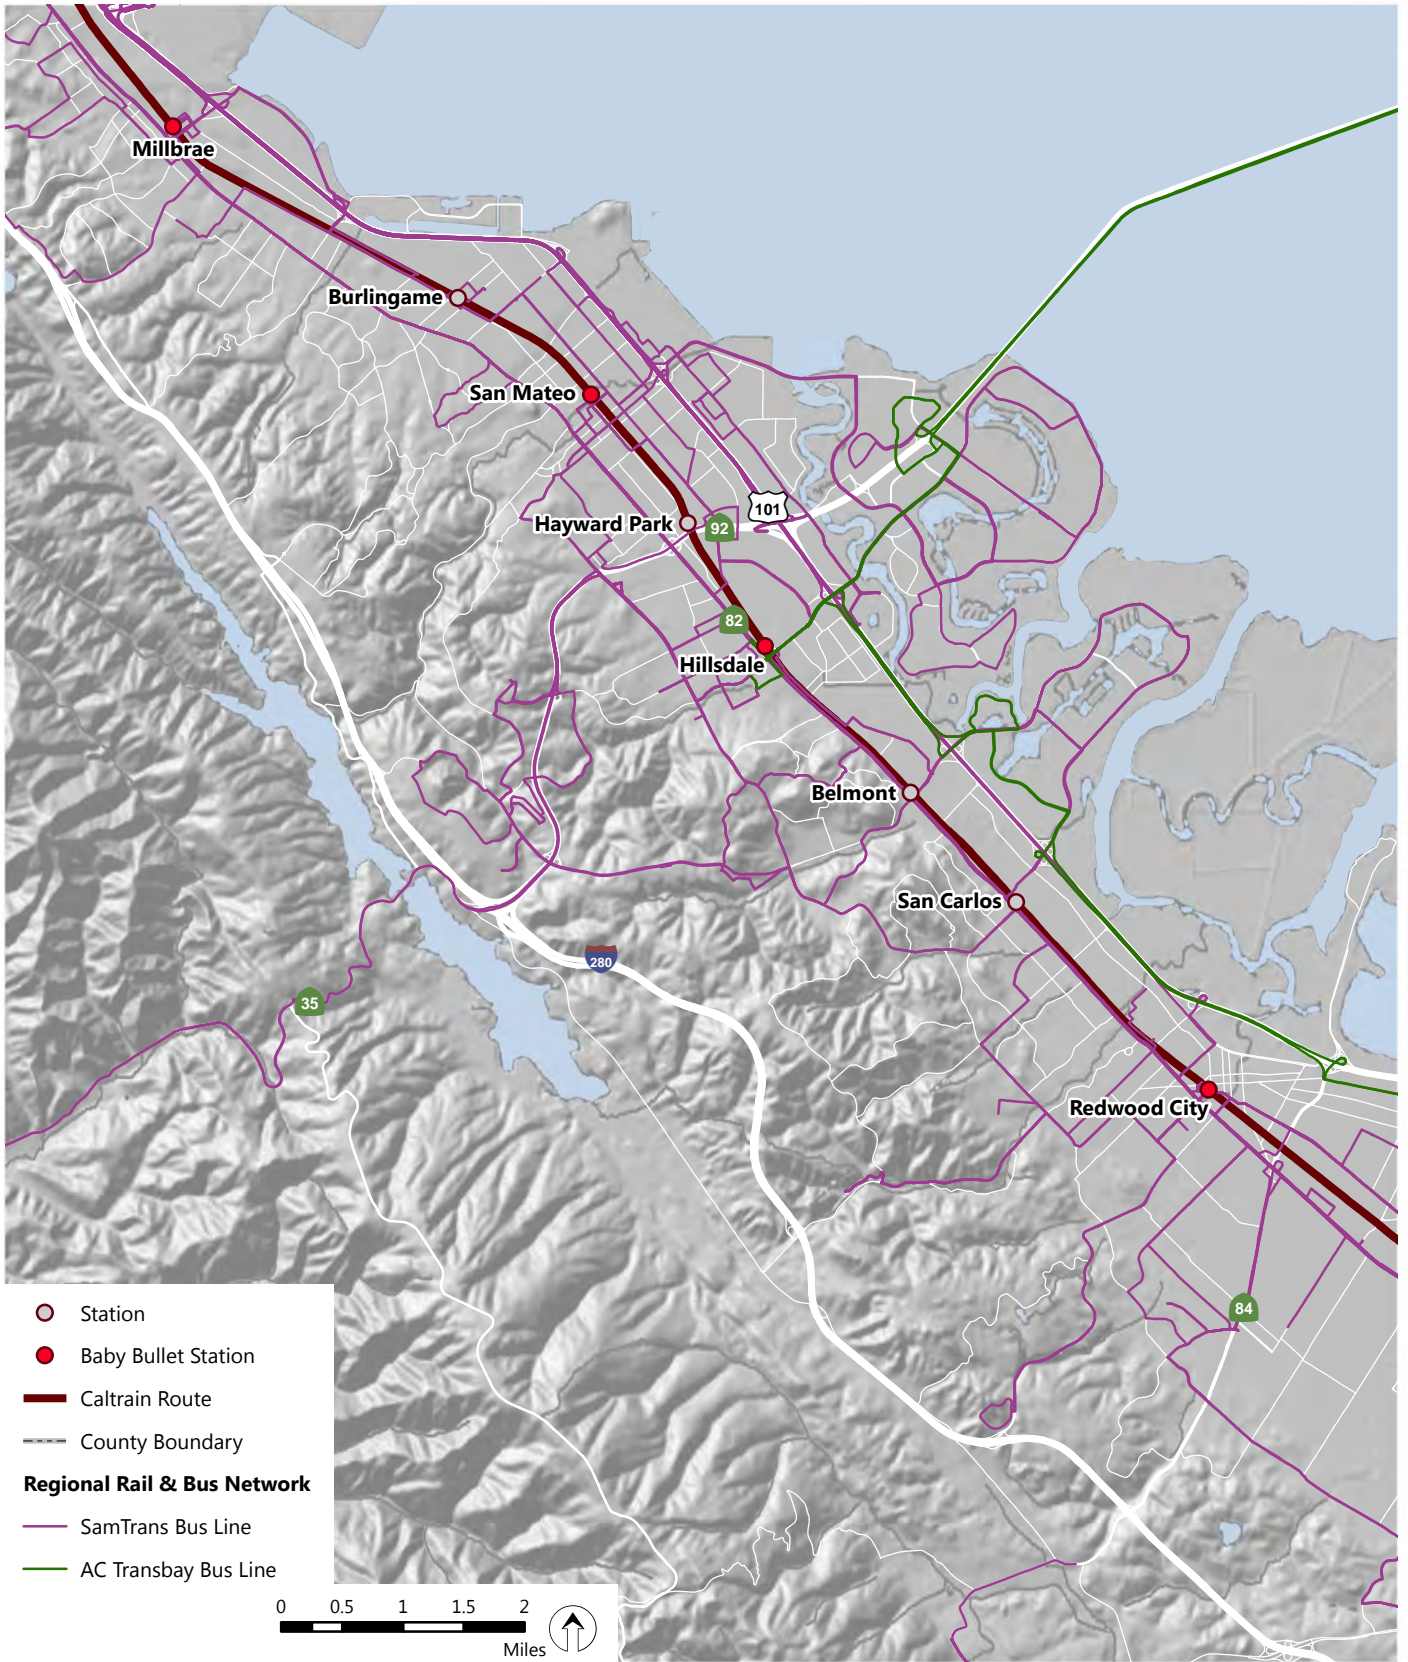 Millbrae
Burlingame
San Mateo
101
Hayward Park
92
82
Hillsdale
Belmont
San Carlos
280
35
Redwood City
84
Station
Baby Bullet Station
Caltrain Route
County Boundary
Regional Rail & Bus Network
SamTrans Bus Line
AC Transbay Bus Line
0 0.5 1 1.5 2
Miles